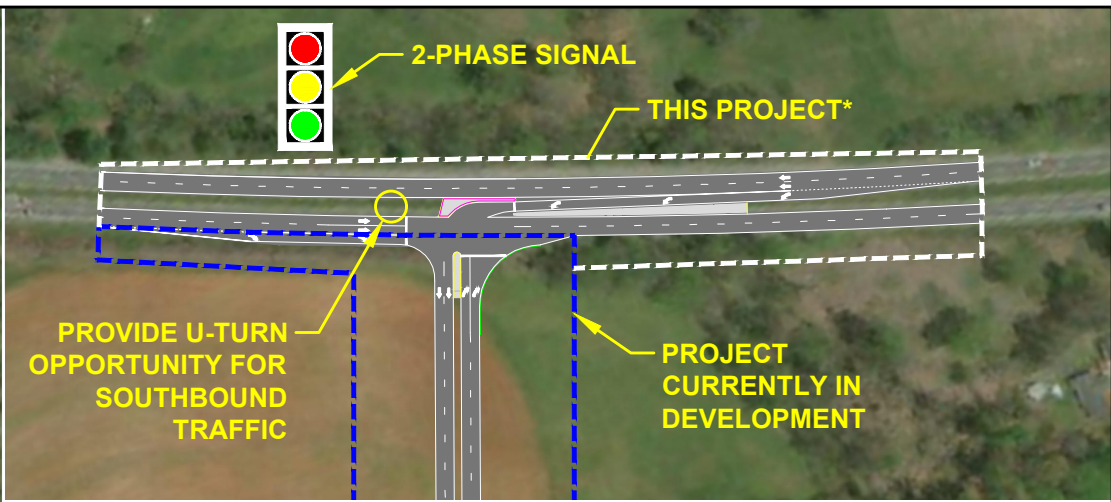 2-PHASE SIGNAL
THIS PROJECT*
PROVIDE U-TURN
OPPORTUNITY FOR
SOUTHBOUND
TRAFFIC
PROJECT
CURRENTLY IN
DEVELOPMENT